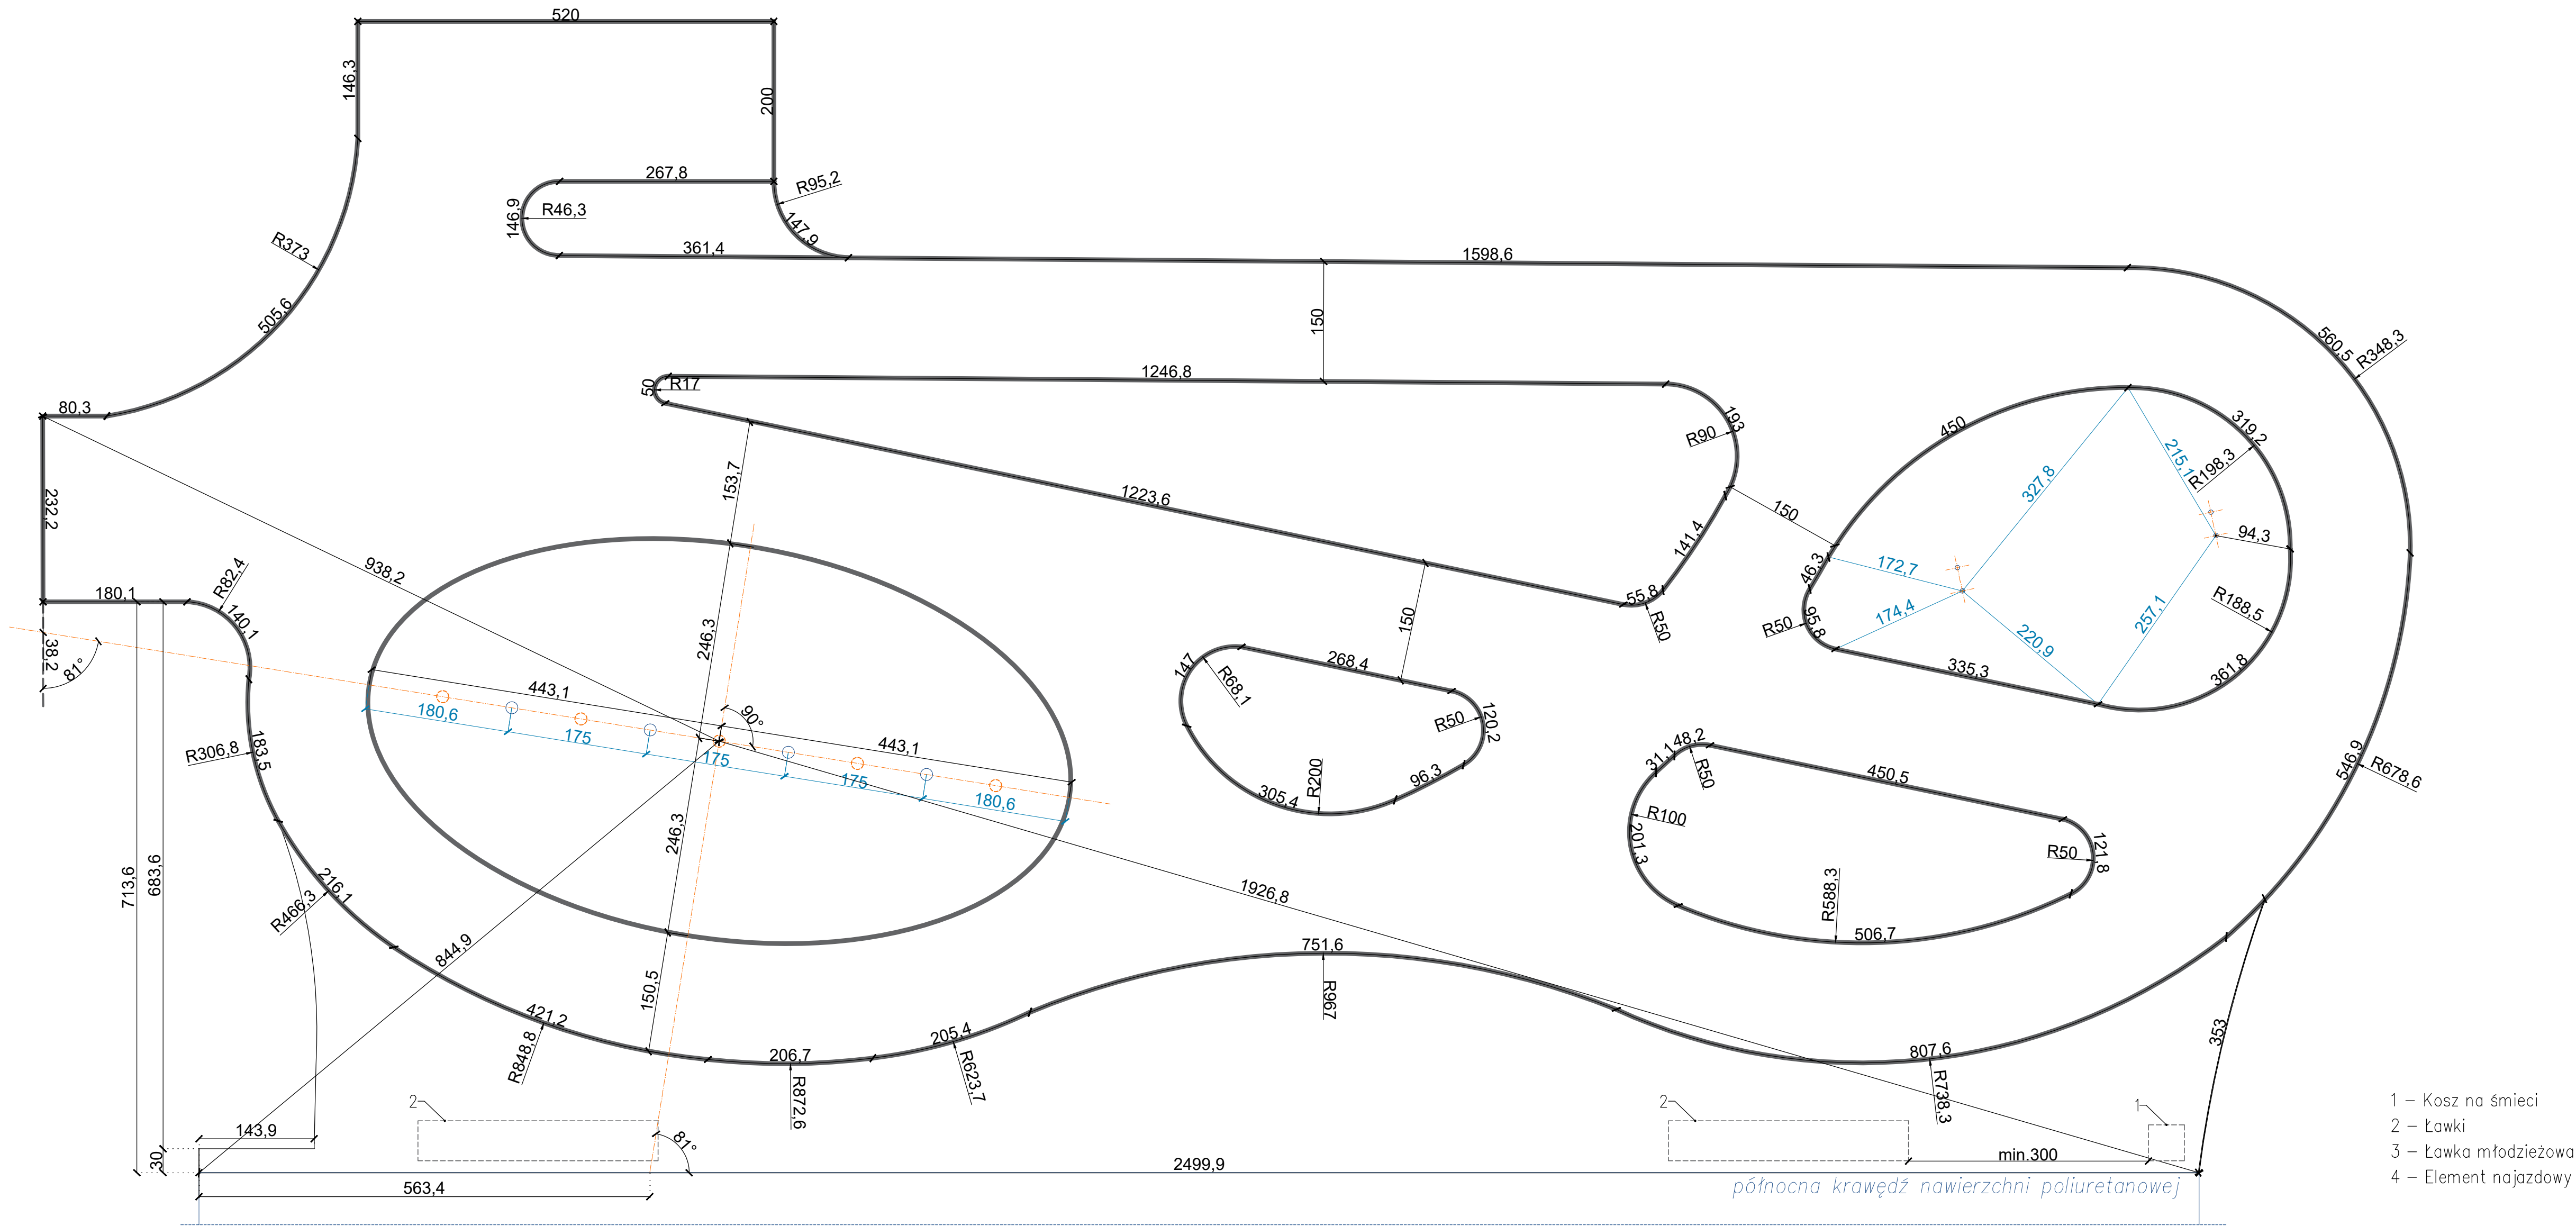 520
146,3
200
267,8
R95,2
146,9
R46,3
147,9
361,4
1598,6
R373
505,6
150
560,5
R348,3
80,3
50
R17
1246,8
193
R90
450
319,2
215,1
R198,3
327,8
232,2
153,7
1223,6
150
141,4
94,3
938,2
172,7
46,3
R82,4
180,1
140,1
55,8
R50
150
174,4
257,1
R188,5
R50
95,8
38,2
81°
246,3
268,4
220,9
335,3
361,8
147
R68,1
443,1
180,6
175
90°
443,1
175
175
180,6
R50
120,2
48,2
31,1
R50
450,5
546,9
R678,6
R306,8
183,5
96,3
305,4
R200
R100
201,3
R50
121,8
713,6
683,6
246,3
R588,3
506,7
216,1
R466,3
844,9
1926,8
751,6
150,5
R967
421,2
R848,8
206,7
R872,6
205,4
R623,7
807,6
R738,3
353
2
2
1
143,9
30
81°
min.300
2499,9
563,4
północna krawędź nawierzchni poliuretanowej
1 – Kosz na śmieci
2 – Ławki
3 – Ławka młodzieżowa
4 – Element najazdowy